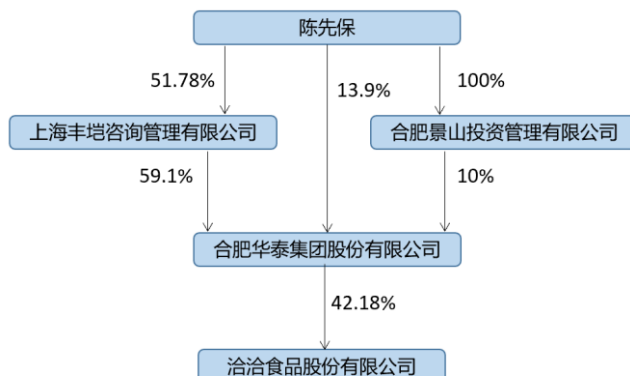 陈先保
51.78%
13.9%
100%
上海丰垲咨询管理有限公司
合肥景山投资管理有限公司
59.1%
10%
合肥华泰集团股份有限公司
42.18%
洽洽食品股份有限公司